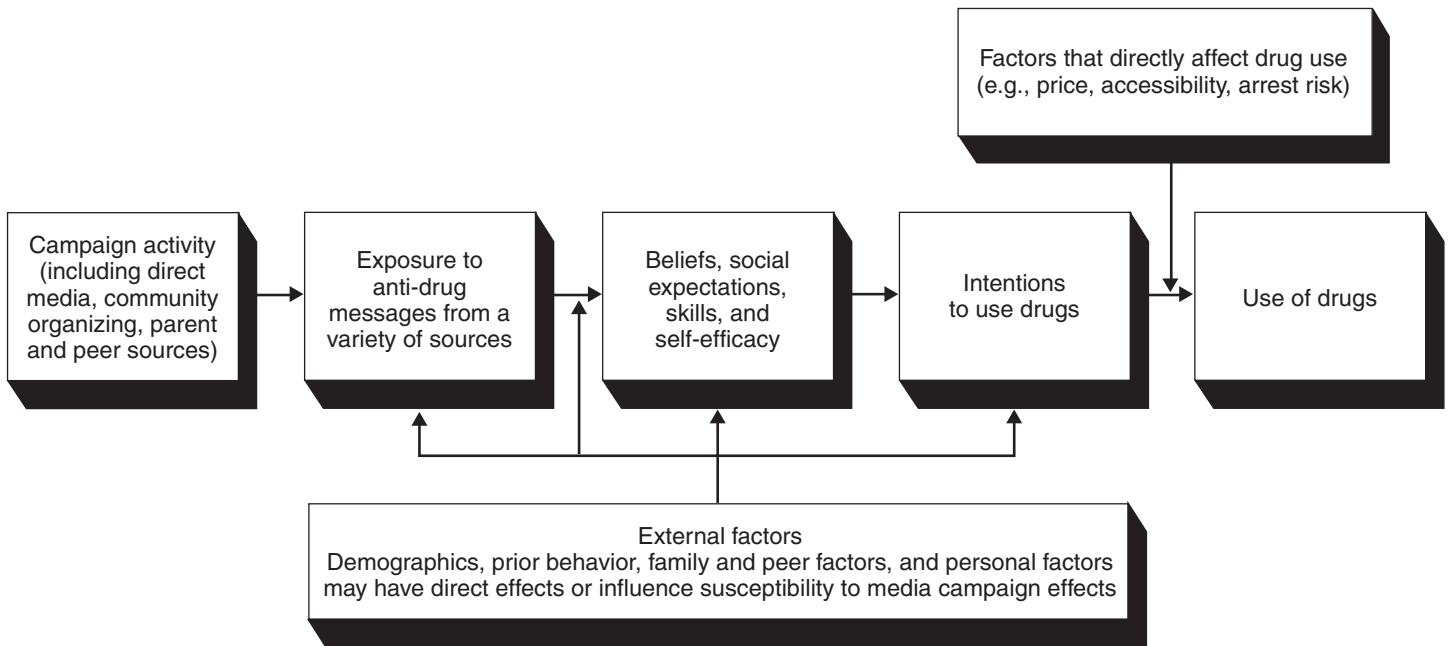 Factors that directly affect drug use
(e.g., price, accessibility, arrest risk)
Campaign activity
(including direct
media, community
organizing, parent
and peer sources)
Exposure to
anti-drug
messages from a
variety of sources
Beliefs, social
expectations,
skills, and
self-efficacy
Intentions
to use drugs
Use of drugs
External factors
Demographics, prior behavior, family and peer factors, and personal factors
may have direct effects or influence susceptibility to media campaign effects